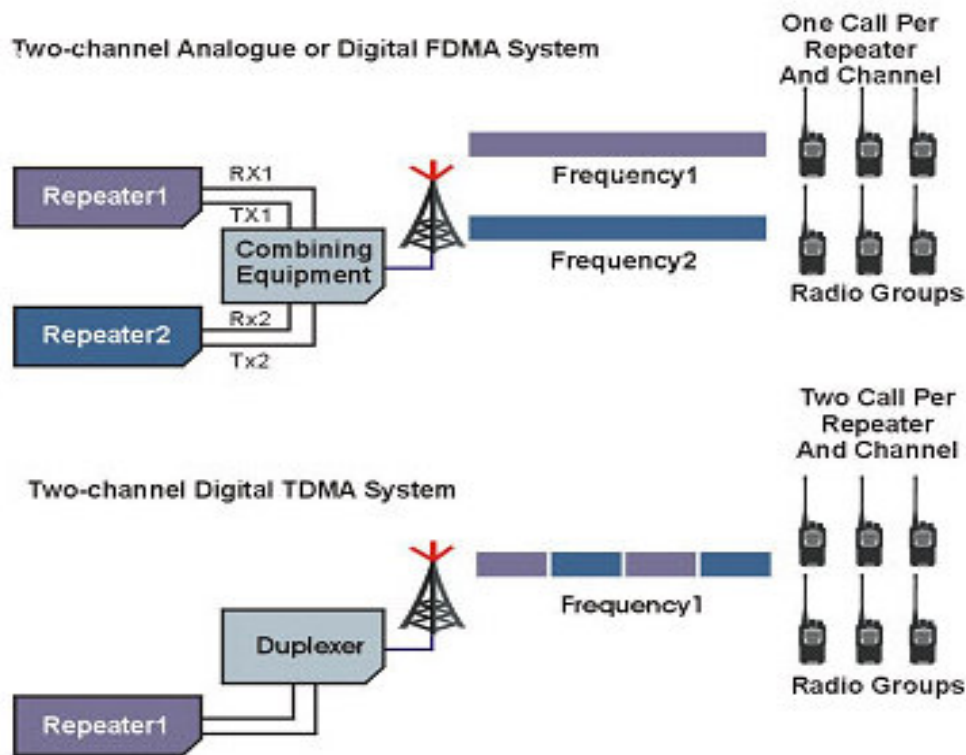 Two-channel Analogue or Digital FDMA System
One Call Per
Repeater
And Channel
Repeater1
RX1
TX1
Combining
Equipment
Frequency1
Frequency2
Repeater2
Rx2
Tx2
Radio Groups
Two Call Per
Repeater
And Channel
Two-channel Digital TDMA System
Duplexer
Frequency1
Repeater1
Radio Groups